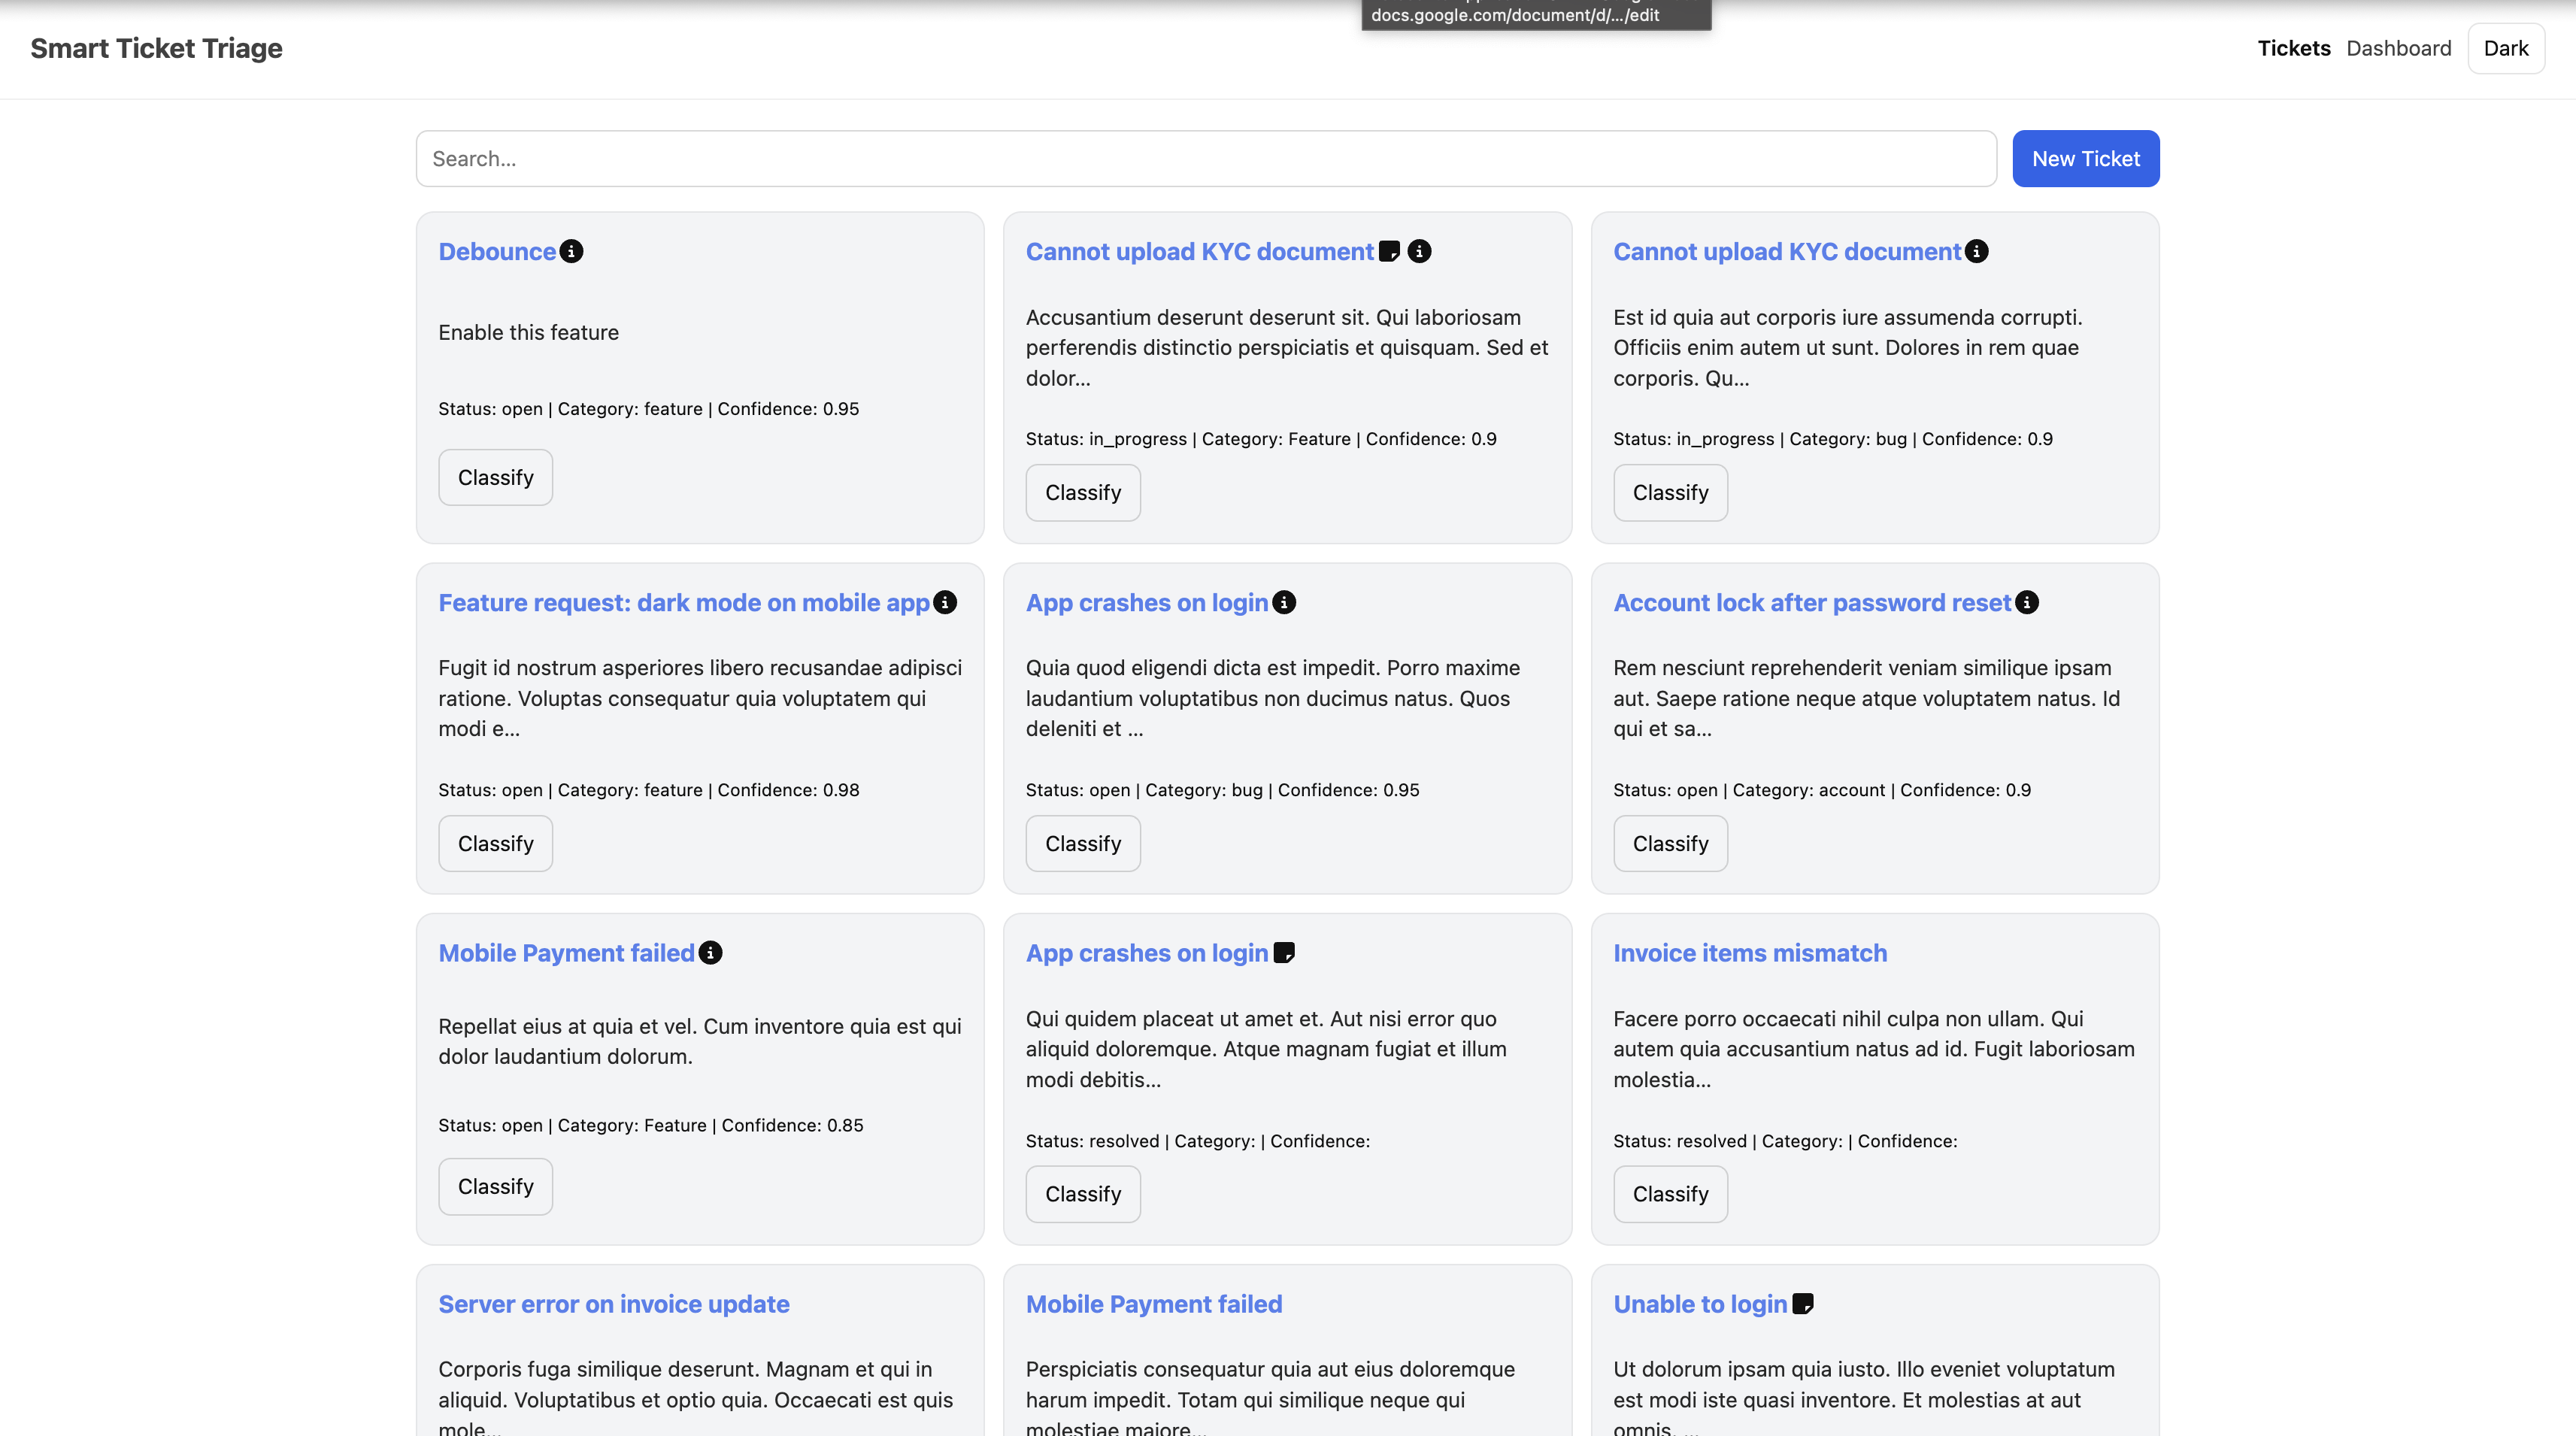 docs.google.com/document/d/.../edit
Smart Ticket Triage
Tickets Dashboard Dark
Search...
New Ticket
Debounce
Enable this feature
Status: open | Category: feature | Confidence: 0.95
Classify
Cannot upload KYC document
Accusantium deserunt deserunt sit. Qui laboriosam
perferendis distinctio perspiciatis et quisquam. Sed et
dolor...
Status: in_progress | Category: Feature | Confidence: 0.9
Classify
Cannot upload KYC document
Est id quia aut corporis iure assumenda corrupti.
Officiis enim autem ut sunt. Dolores in rem quae
corporis. Qu...
Status: in_progress | Category: bug | Confidence: 0.9
Classify
Feature request: dark mode on mobile app
Fugit id nostrum asperiores libero recusandae adipisci
ratione. Voluptas consequatur quia voluptatem qui
modi e...
Status: open | Category: feature | Confidence: 0.98
Classify
App crashes on login
Quia quod eligendi dicta est impedit. Porro maxime
laudantium voluptatibus non ducimus natus. Quos
deleniti et ...
Status: open | Category: bug | Confidence: 0.95
Classify
Account lock after password reset
Rem nesciunt reprehenderit veniam similique ipsam
aut. Saepe ratione neque atque voluptatem natus. Id
qui et sa...
Status: open | Category: account | Confidence: 0.9
Classify
Mobile Payment failed
Repellat eius at quia et vel. Cum inventore quia est qui
dolor laudantium dolorum.
Status: open | Category: Feature | Confidence: 0.85
Classify
App crashes on login
Qui quidem placeat ut amet et. Aut nisi error quo
aliquid doloremque. Atque magnam fugiat et illum
modi debitis...
Status: resolved | Category: | Confidence:
Classify
Invoice items mismatch
Facere porro occaecati nihil culpa non ullam. Qui
autem quia accusantium natus ad id. Fugit laboriosam
molestia...
Status: resolved | Category: | Confidence:
Classify
Server error on invoice update
Corporis fuga similique deserunt. Magnam et qui in
aliquid. Voluptatibus et optio quia. Occaecati est quis
mole...
Mobile Payment failed
Perspiciatis consequatur quia aut eius doloremque
harum impedit. Totam qui similique neque qui
molestiae maiore...
Unable to login
Ut dolorum ipsam quia iusto. Illo eveniet voluptatum
est modi iste quasi inventore. Et molestias at aut
omnis. ...